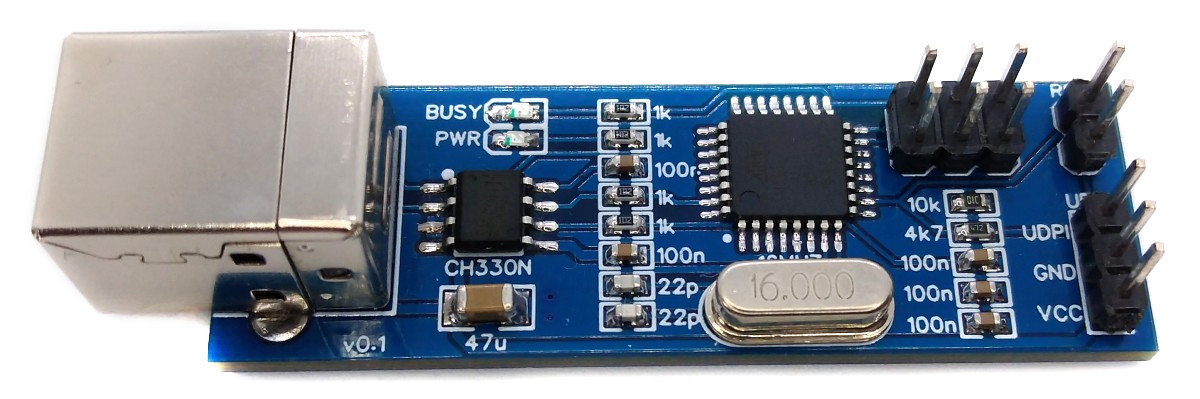 BUSY
PWR
1k
1k
100n
1k
1k
100n
22p
22p
CH330N
47u
v0.1
16.000
10k
4k7
100n
100n
100n
UDPI
GND
VCC